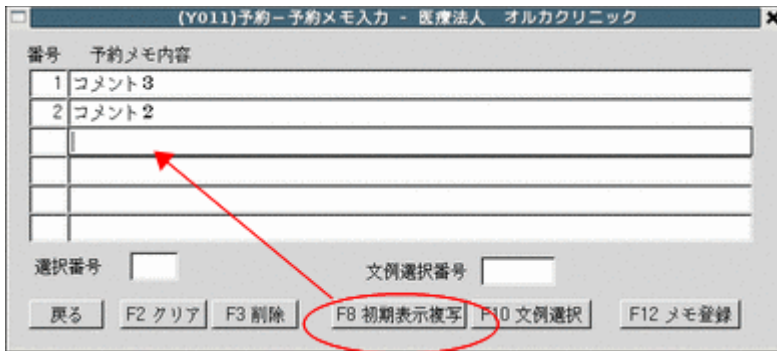 (Y011)予約－予約メモ入力 - 医療法人　オルカクリニック
番号　予約メモ内容
1 コメント３
2 コメント２
選択番号　文例選択番号
戻る　F2 クリア　F3 削除　F8 初期表示複写　F10 文例選択　F12 メモ登録